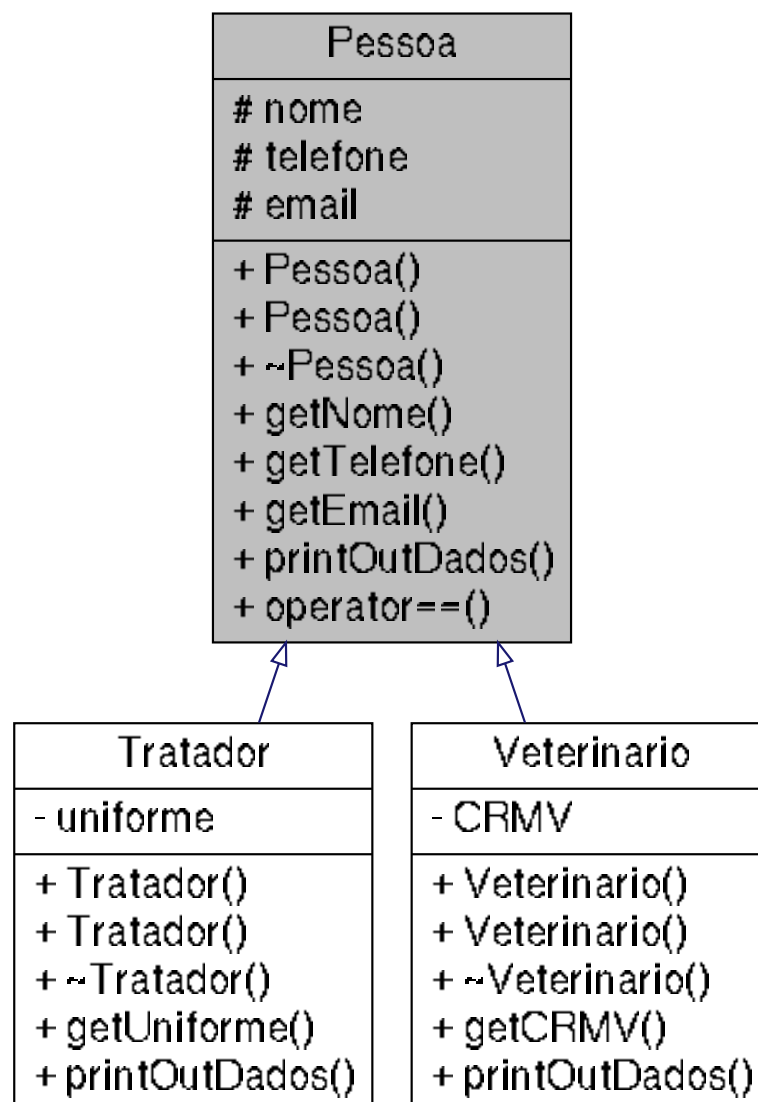 Pessoa
# nome
# telefone
# email
+ Pessoa()
+ Pessoa()
+ ~Pessoa()
+ getNome()
+ getTelefone()
+ getEmail()
+ printOutDados()
+ operator==()
Tratador
- uniforme
+ Tratador()
+ Tratador()
+ ~Tratador()
+ getUniforme()
+ printOutDados()
Veterinario
- CRMV
+ Veterinario()
+ Veterinario()
+ ~Veterinario()
+ getCRMV()
+ printOutDados()